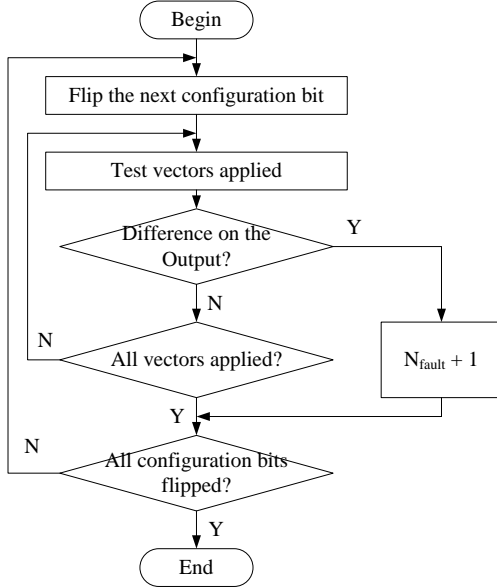 Begin
Flip the next configuration bit
Test vectors applied
Difference on the
Output?
Y
N
N
All vectors applied?
N_fault + 1
Y
N
All configuration bits
flipped?
Y
End